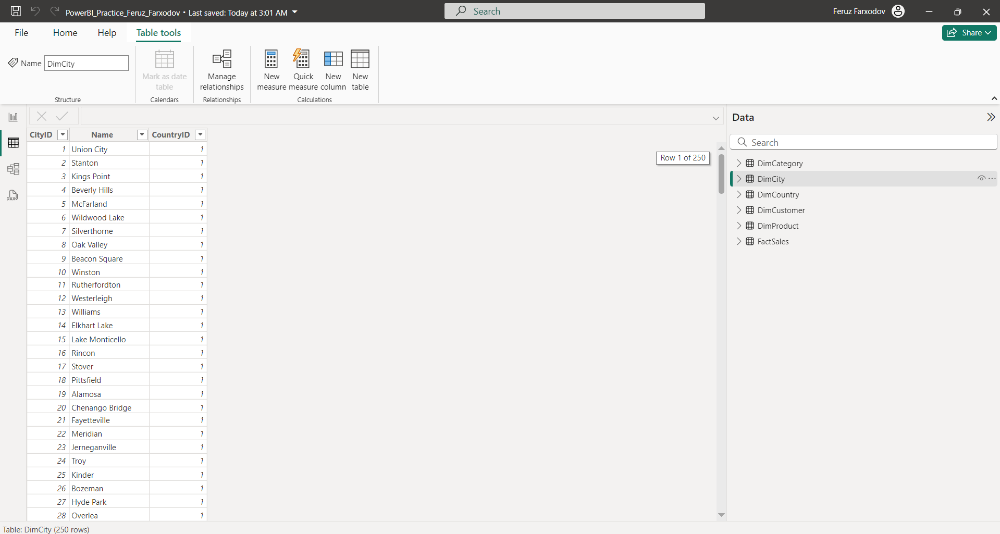 PowerBI_Practice_Feruz_Farxodov • Last saved: Today at 3:01 AM
Search
Feruz Farxodov
File Home Help Table tools
Share
Name DimCity
Structure
Mark as date table
Calendars
Manage relationships
Relationships
New measure
Quick measure
New column
New table
Calculations
DAX
CityID Name CountryID
1 Union City 1
2 Stanton 1
3 Kings Point 1
4 Beverly Hills 1
5 McFarland 1
6 Wildwood Lake 1
7 Silverthorne 1
8 Oak Valley 1
9 Beacon Square 1
10 Winston 1
11 Rutherfordton 1
12 Westerleigh 1
13 Williams 1
14 Elkhart Lake 1
15 Lake Monticello 1
16 Rincon 1
17 Stover 1
18 Pittsfield 1
19 Alamosa 1
20 Chenango Bridge 1
21 Fayetteville 1
22 Meridian 1
23 Jerneganville 1
24 Troy 1
25 Kinder 1
26 Bozeman 1
27 Hyde Park 1
28 Overlea 1
Row 1 of 250
Data
Search
DimCategory
DimCity
DimCountry
DimCustomer
DimProduct
FactSales
Table: DimCity (250 rows)